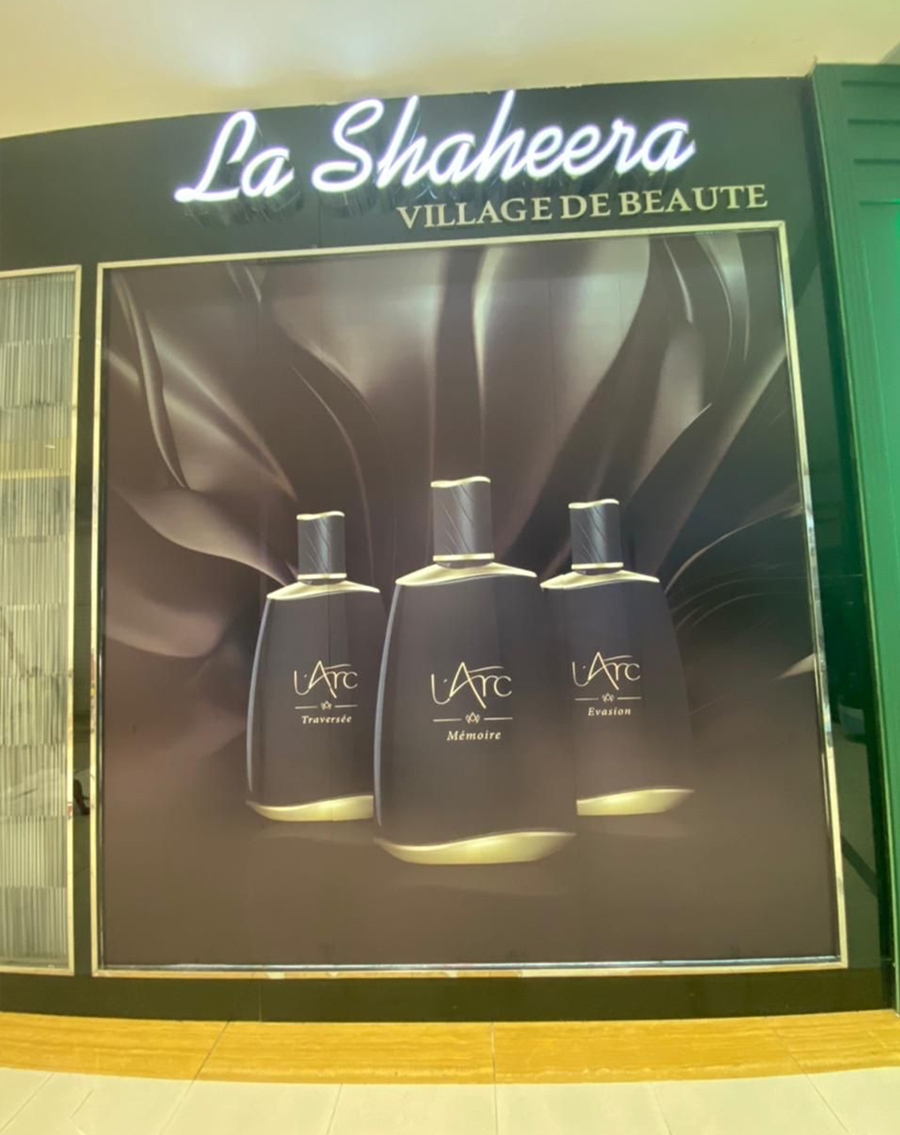 La Shaheera
VILLAGE DE BEAUTE
L'Arc
Traversée
L'Arc
Mémoire
L'Arc
Evasion